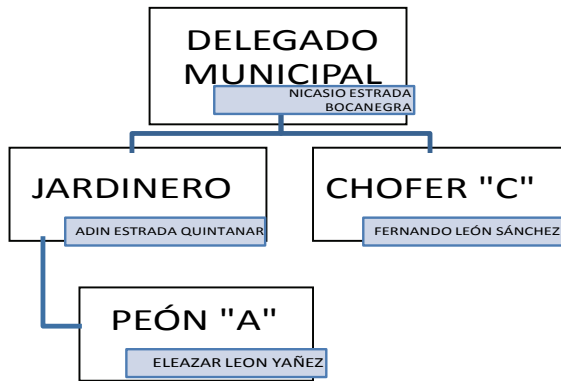 DELEGADO
MUNICIPAL
NICASIO ESTRADA
BOCANEGRA
JARDINERO
ADIN ESTRADA QUINTANAR
CHOFER "C"
FERNANDO LEÓN SÁNCHEZ
PEÓN "A"
ELEAZAR LEON YAÑEZ